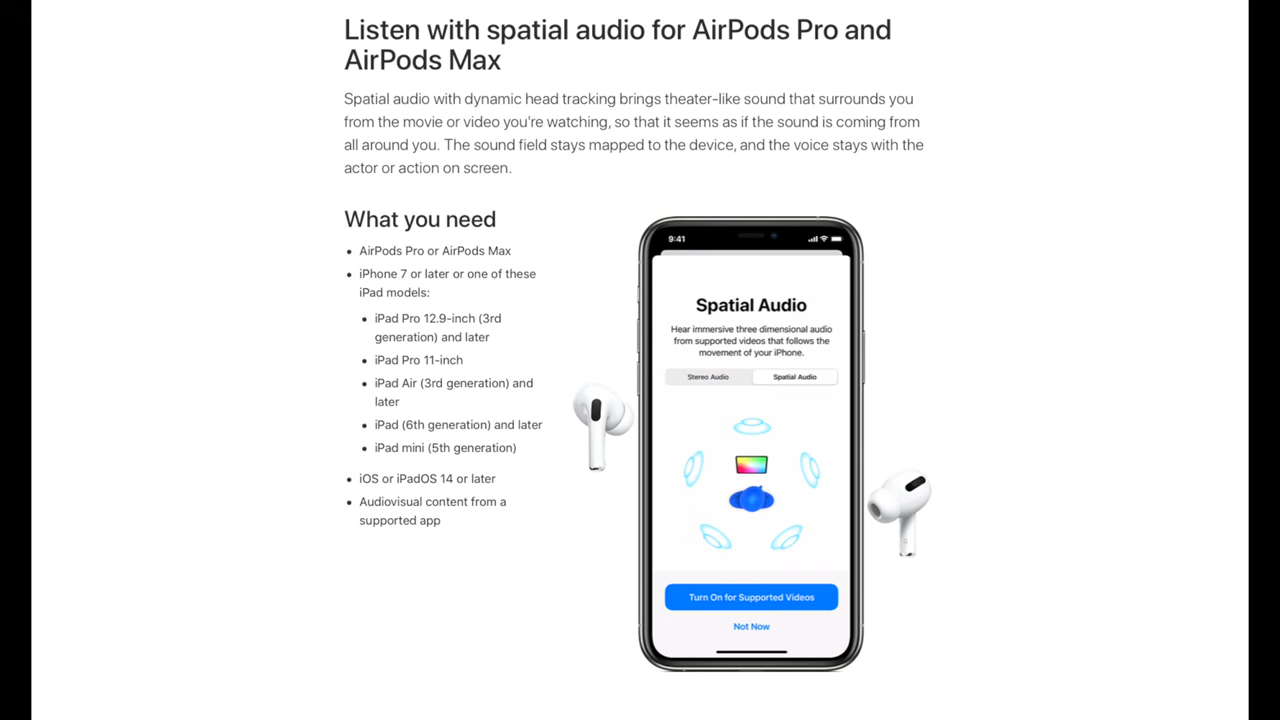 Listen with spatial audio for AirPods Pro and
AirPods Max
Spatial audio with dynamic head tracking brings theater-like sound that surrounds you
from the movie or video you're watching, so that it seems as if the sound is coming from
all around you. The sound field stays mapped to the device, and the voice stays with the
actor or action on screen.
What you need
• AirPods Pro or AirPods Max
• iPhone 7 or later or one of these
iPad models:
• iPad Pro 12.9-inch (3rd
generation) and later
• iPad Pro 11-inch
• iPad Air (3rd generation) and
later
• iPad (6th generation) and later
• iPad mini (5th generation)
• iOS or iPadOS 14 or later
• Audiovisual content from a
supported app
9:41
Spatial Audio
Hear immersive three dimensional audio
from supported videos that follows the
movement of your iPhone.
Stereo Audio
Spatial Audio
Turn On for Supported Videos
Not Now